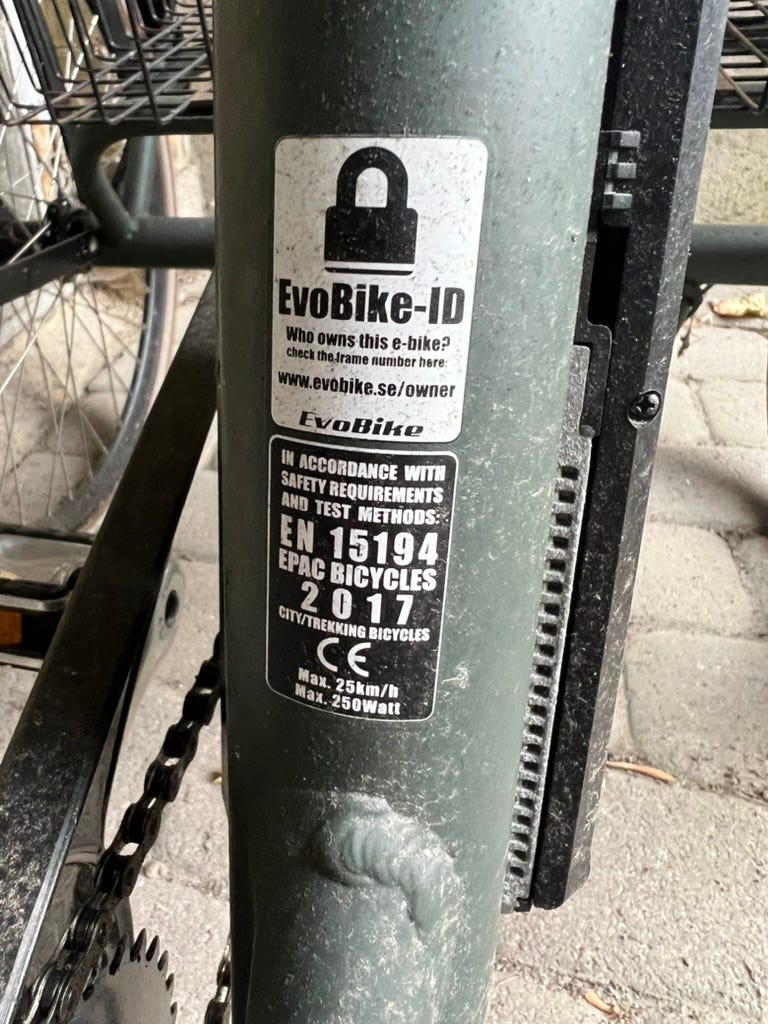 EvoBike-ID
Who owns this e-bike?
check the frame number here:
www.evobike.se/owner
EvoBike
IN ACCORDANCE WITH
SAFETY REQUIREMENTS
AND TEST METHODS:
EN 15194
EPAC BICYCLES
2017
CITY/TREKKING BICYCLES
CE
Max. 25km/h
Max. 250Watt